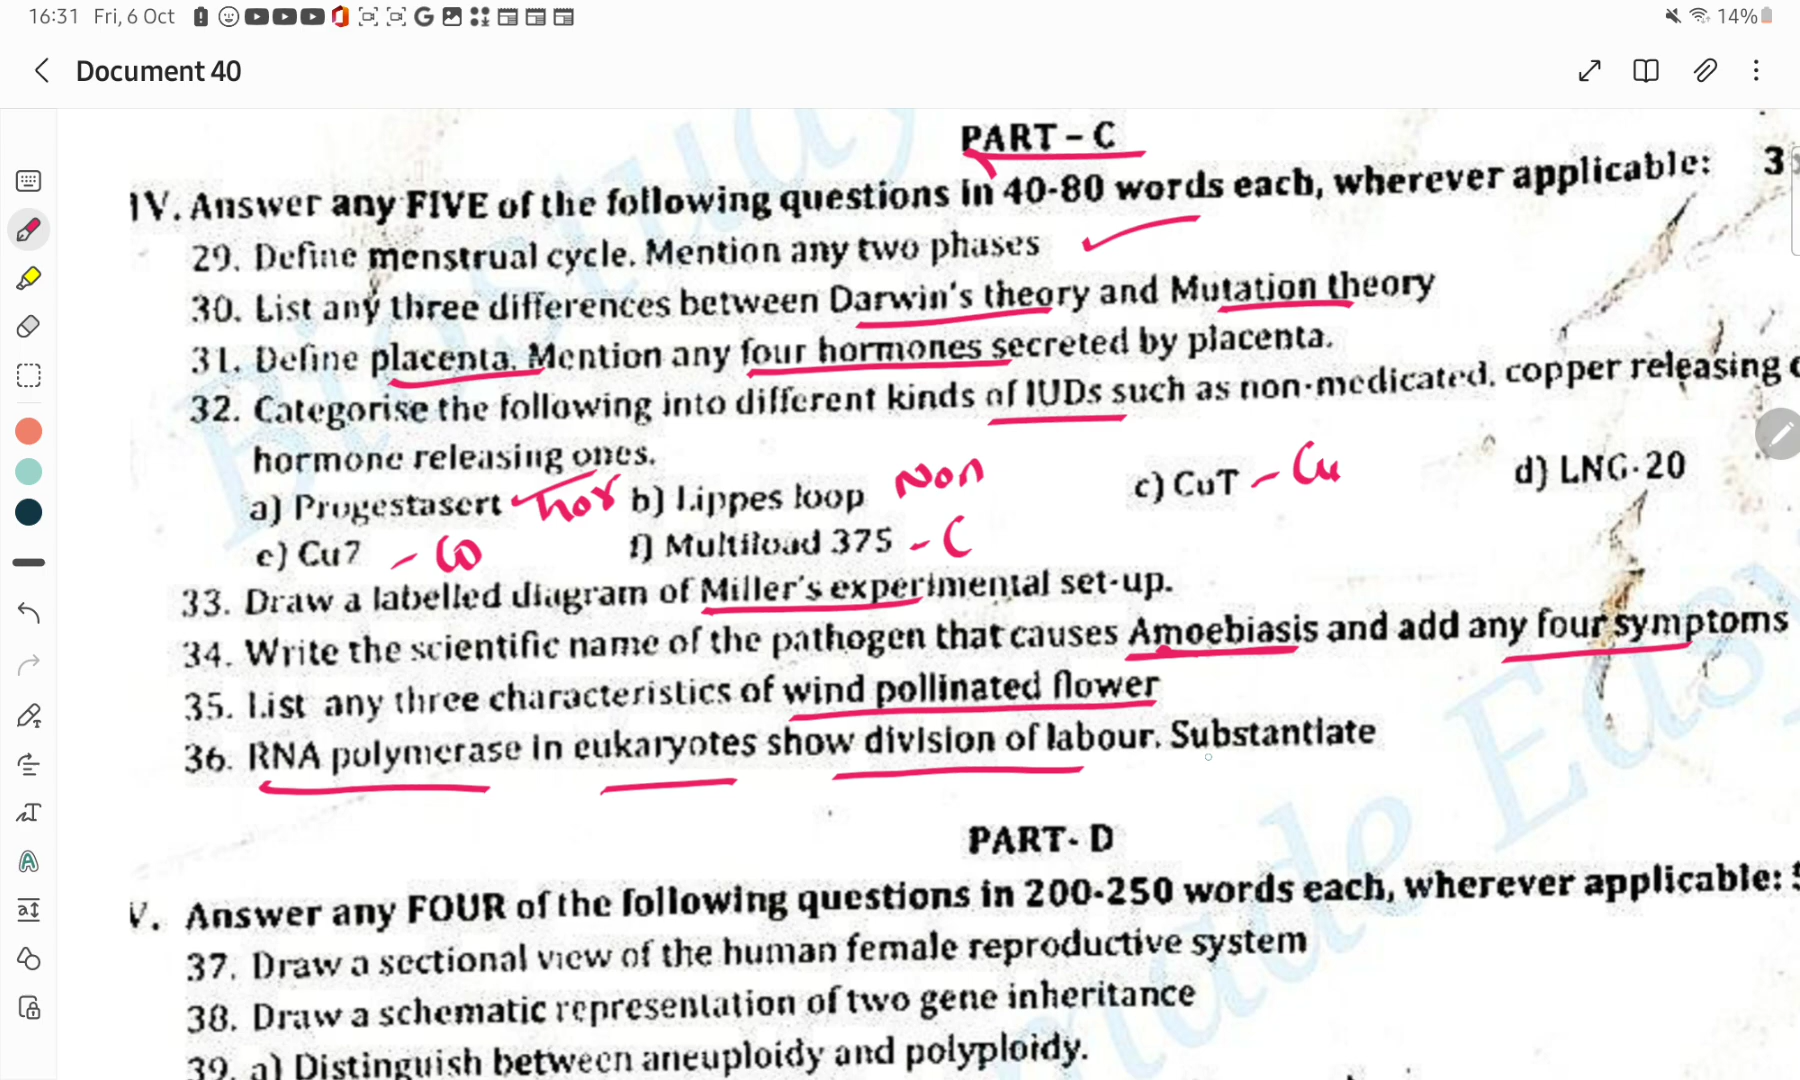 16:31 Fri, 6 Oct
14%
Document 40
PART – C
IV. Answer any FIVE of the following questions in 40-80 words each, wherever applicable: 3
29. Define menstrual cycle. Mention any two phases
30. List any three differences between Darwin's theory and Mutation theory
31. Define placenta. Mention any four hormones secreted by placenta.
32. Categorise the following into different kinds of IUDs such as non-medicated, copper releasing
hormone releasing ones.
a) Progestasert hor b) Lippes loop Non c) CuT - Cu d) LNG-20
e) Cu7 - f) Multiload 375 - C
33. Draw a labelled diagram of Miller's experimental set-up.
34. Write the scientific name of the pathogen that causes Amoebiasis and add any four symptoms
35. List any three characteristics of wind pollinated flower
36. RNA polymerase in eukaryotes show division of labour. Substantiate
PART- D
V. Answer any FOUR of the following questions in 200-250 words each, wherever applicable: 5
37. Draw a sectional view of the human female reproductive system
38. Draw a schematic representation of two gene inheritance
39. a) Distinguish between aneuploidy and polyploidy.